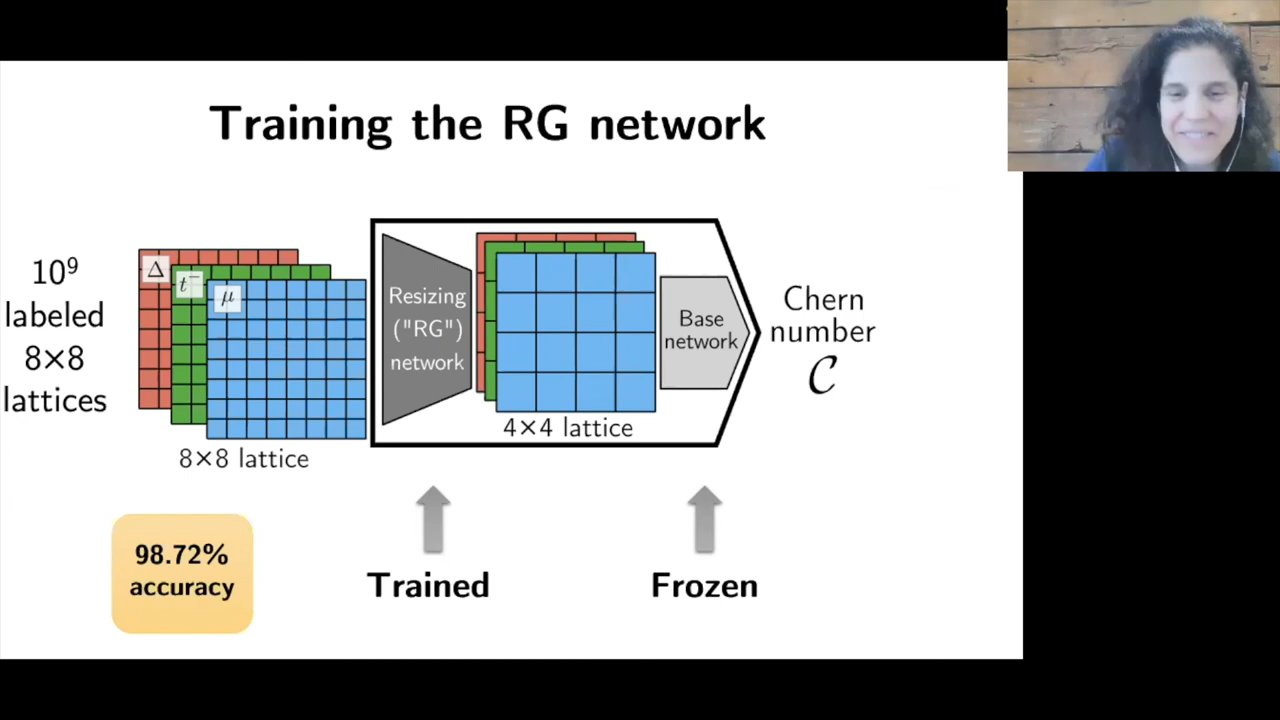 Training the RG network
10⁹
labeled
8×8
lattices
Δ
t⁻
μ
8×8 lattice
Resizing
("RG")
network
4×4 lattice
Base
network
Chern
number
𝒞
98.72%
accuracy
Trained
Frozen